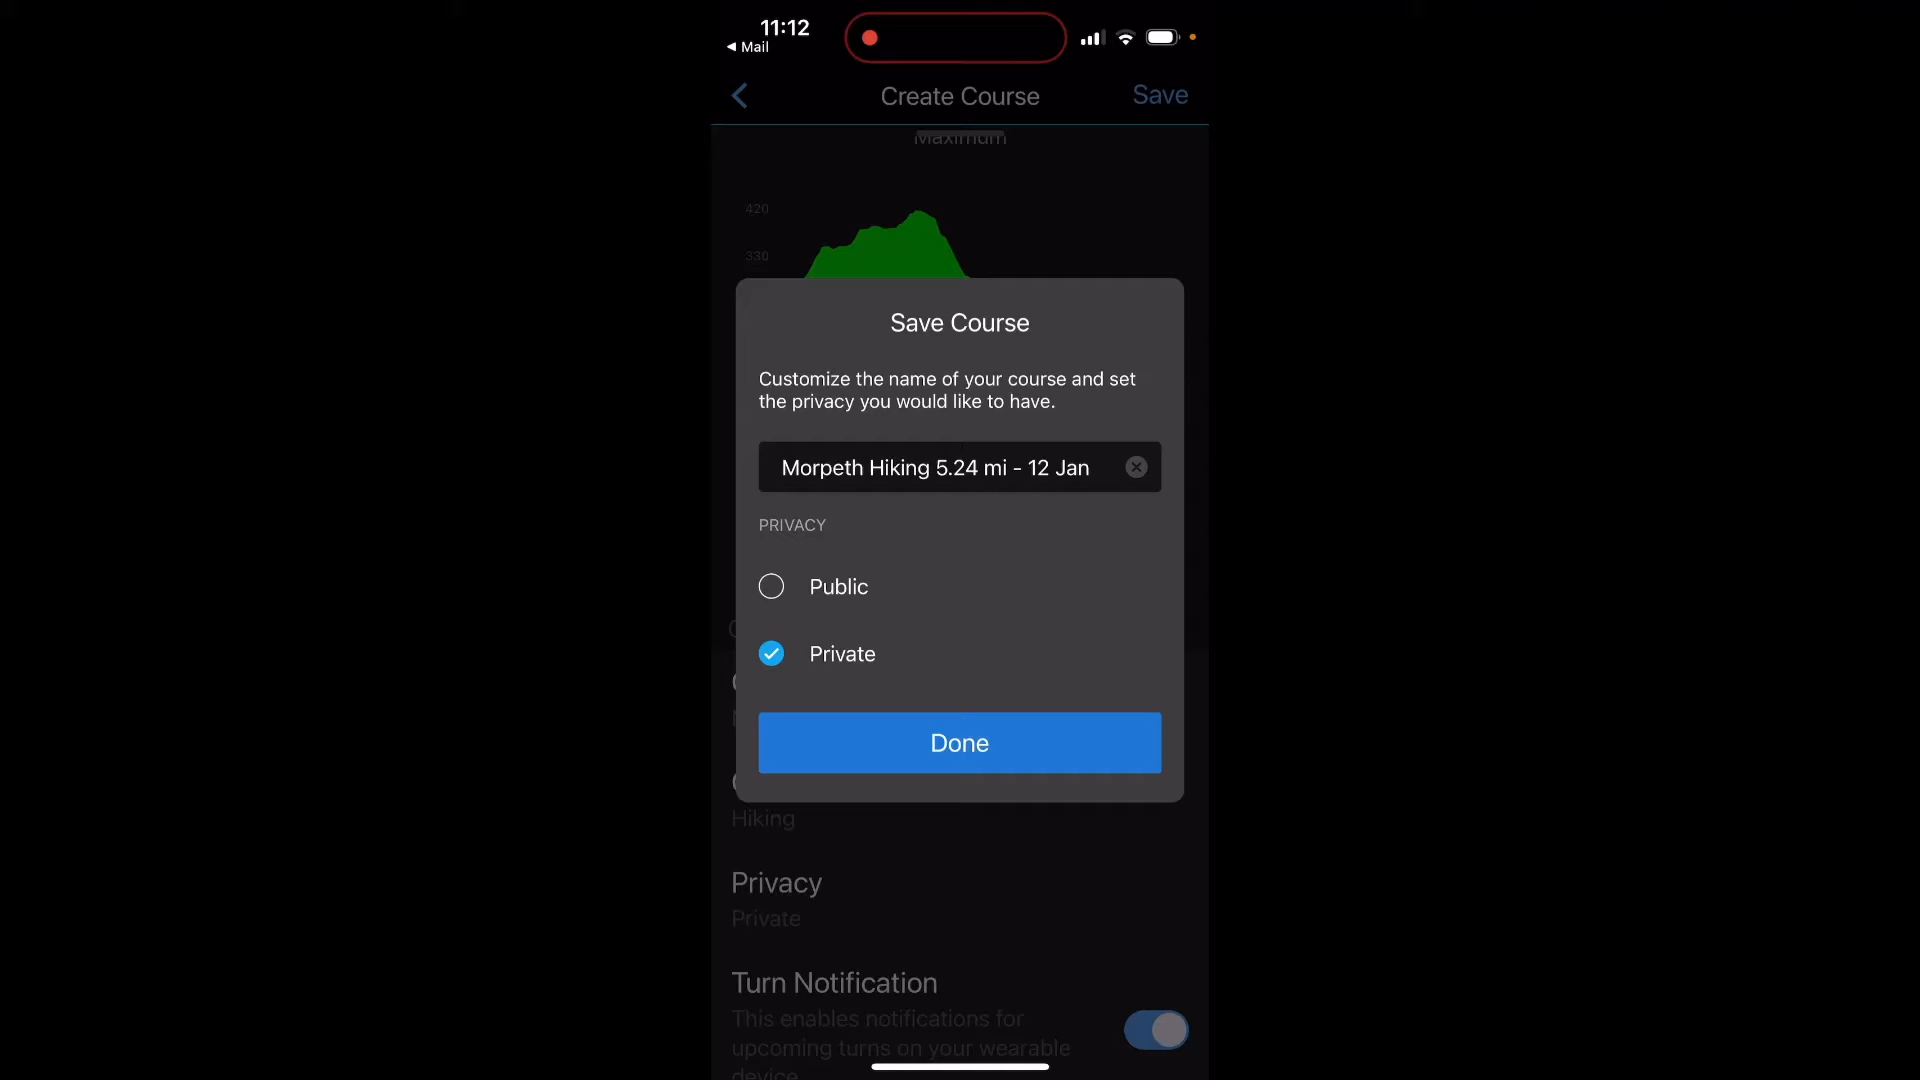 11:12
◀ Mail
Create Course
Save
Maximum
420
330
Save Course
Customize the name of your course and set
the privacy you would like to have.
Morpeth Hiking 5.24 mi - 12 Jan
PRIVACY
Public
Private
Done
Hiking
Privacy
Private
Turn Notification
This enables notifications for
upcoming turns on your wearable
device